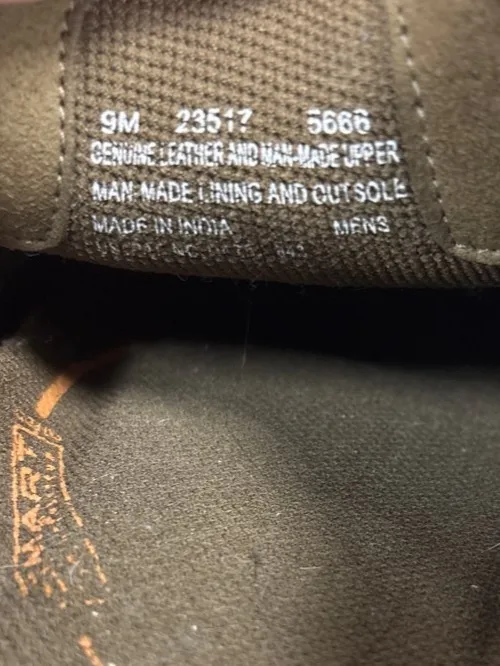 9M 23517 5666
GENUINE LEATHER AND MAN-MADE UPPER
MAN-MADE LINING AND OUTSOLE
MADE IN INDIA MENS